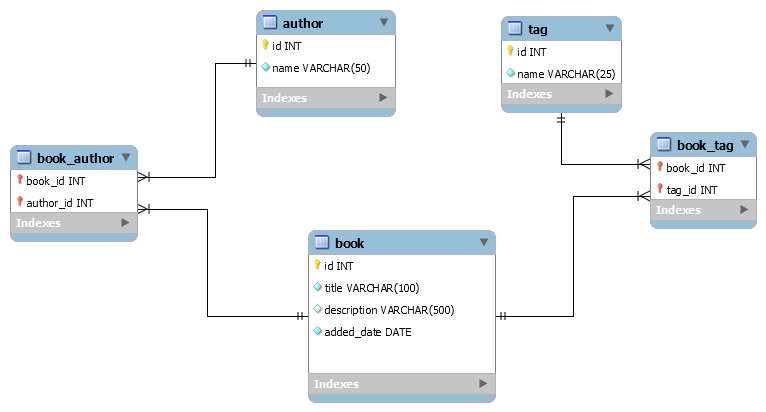 author
id INT
name VARCHAR(50)
Indexes
tag
id INT
name VARCHAR(25)
Indexes
book_author
book_id INT
author_id INT
Indexes
book_tag
book_id INT
tag_id INT
Indexes
book
id INT
title VARCHAR(100)
description VARCHAR(500)
added_date DATE
Indexes